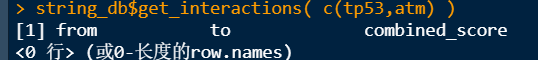 > string_db$get_interactions( c(tp53,atm) )
[1] from           to             combined_score
<0 行> (或0-长度的row.names)